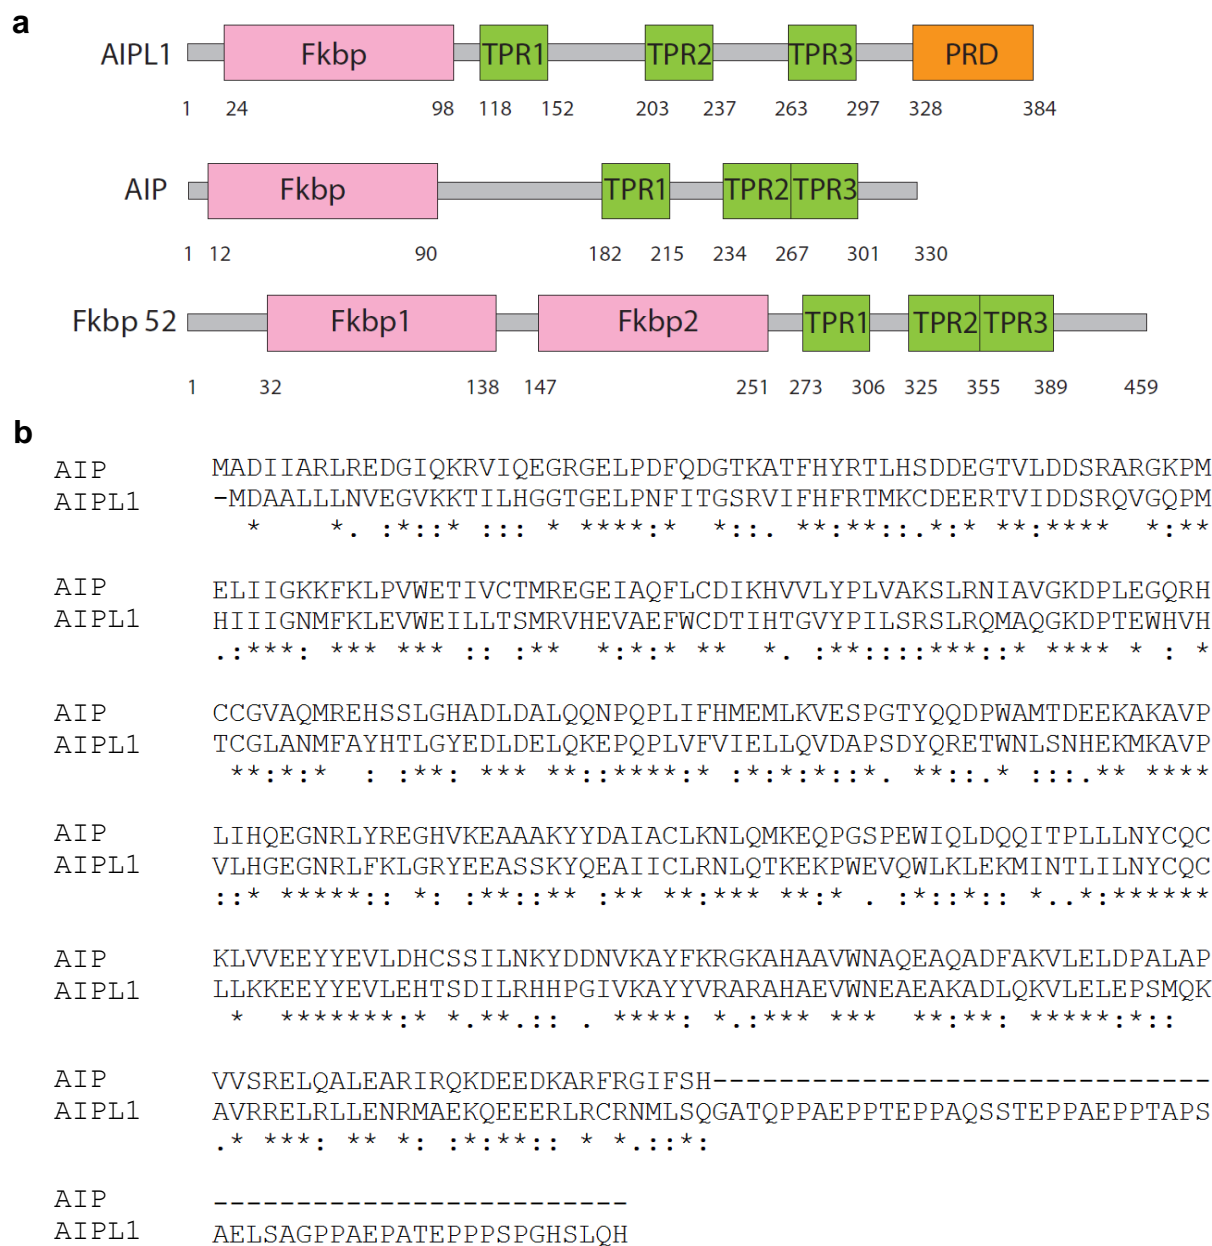 a
AIPL1 Fkbp TPR1 TPR2 TPR3 PRD
1 24 98 118 152 203 237 263 297 328 384
AIP Fkbp TPR1 TPR2 TPR3
1 12 90 182 215 234 267 301 330
Fkbp 52 Fkbp1 Fkbp2 TPR1 TPR2 TPR3
1 32 138 147 251 273 306 325 355 389 459
b
AIP MADIIARLREDGIQKRVIQEGRGELPDFQDGTKATFHYRTLHSDDEGTVLDDSRARGKPM
AIPL1 -MDAALLLNVEGVKKTILHGGTGELPNFITGSRVIFHFRTMKCDEERTVIDDSRQVGQPM
* *. :*::* ::: * ****:* *::. **:**::.*:* **:**** *:**
AIP ELIIGKKFKLPVWETIVCTMREGEIAQFLCDIKHVVLYPLVAKSLRNIAVGKDPLEGQRH
AIPL1 HIIIGNMFKLEVWEILLTSMRVHEVAEFWCDTIHTGVYPILSRSLRQMAQGKDPTEWHVH
.:***: *** *** :: :** *:*:* ** *. :**::::***::* **** * : *
AIP CCGVAQMREHSSLGHADLDALQQNPQPLIFHMEMLKVESPGTYQQDPWAMTDEEKAKAVP
AIPL1 TCGLANMFAYHTLGYEDLDELQKEPQPLVFVIELLQVDAPSDYQRETWNLSNHEKMKAVP
**:*:* : :**: *** **::****:* :*:*:*::*. **::.* :::.** ****
AIP LIHQEGNRLYREGHVKEAAAKYYDAIACLKNLQMKEQPGSPEWIQLDQQITPLLLNYCQC
AIPL1 VLHGEGNRLFKLGRYEEASSKYQEAIICLRNLQTKEKPWEVQWLKLEKMINTLILNYCQC
::* *****:: *: :**::** :** **:*** **:* . :*::*:: *..*:******
AIP KLVVEEYYEVLDHCSSILNKYDDNVKAYFKRGKAHAAVWNAQEAQADFAKVLELDPALAP
AIPL1 LLKKEEYYEVLEHTSDILRHHPGIVKAYYVRARAHAEVWNEAEAKADLQKVLELEPSMQK
* *******:* *.**.:: . ****: *.:*** *** **:**: *****:*::
AIP VVSRELQALEARIRQKDEEDKARFRGIFSH------------------------------
AIPL1 AVRRELRLLENRMAEKQEEERLRCRNMLSQGATQPPAEPPTEPPAQSSTEPPAEPPTAPS
.* ***: ** *: :*:**:: * *.::*:
AIP -------------------------
AIPL1 AELSAGPPAEPATEPPPSPGHSLQH